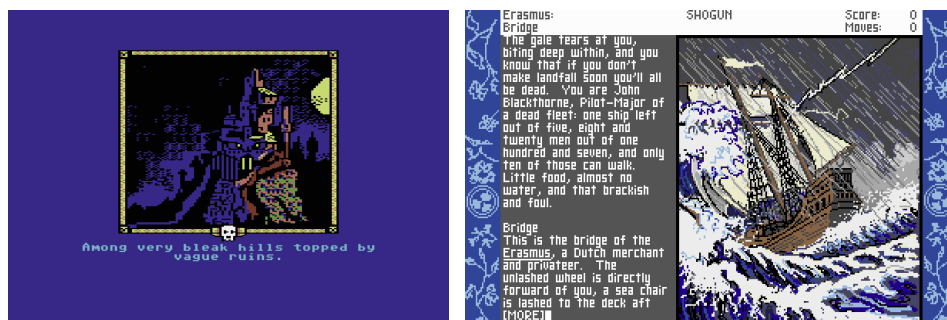 Among very bleak hills topped by
vague ruins.
Erasmus: SHOGUN Score: 0
Bridge Moves: 0
The gale tears at you,
biting deep within, and you
know that if you don't
make landfall soon you'll all
be dead. You are John
Blackthorne, Pilot-Major of
a dead fleet: one ship left
out of five, eight and
twenty men out of one
hundred and seven, and only
ten of those can walk.
Little food, almost no
water, and that brackish
and foul.
Bridge
This is the bridge of the
Erasmus, a Dutch merchant
and privateer. The
unlashed wheel is directly
forward of you, a sea chair
is lashed to the deck aft
[MORE]